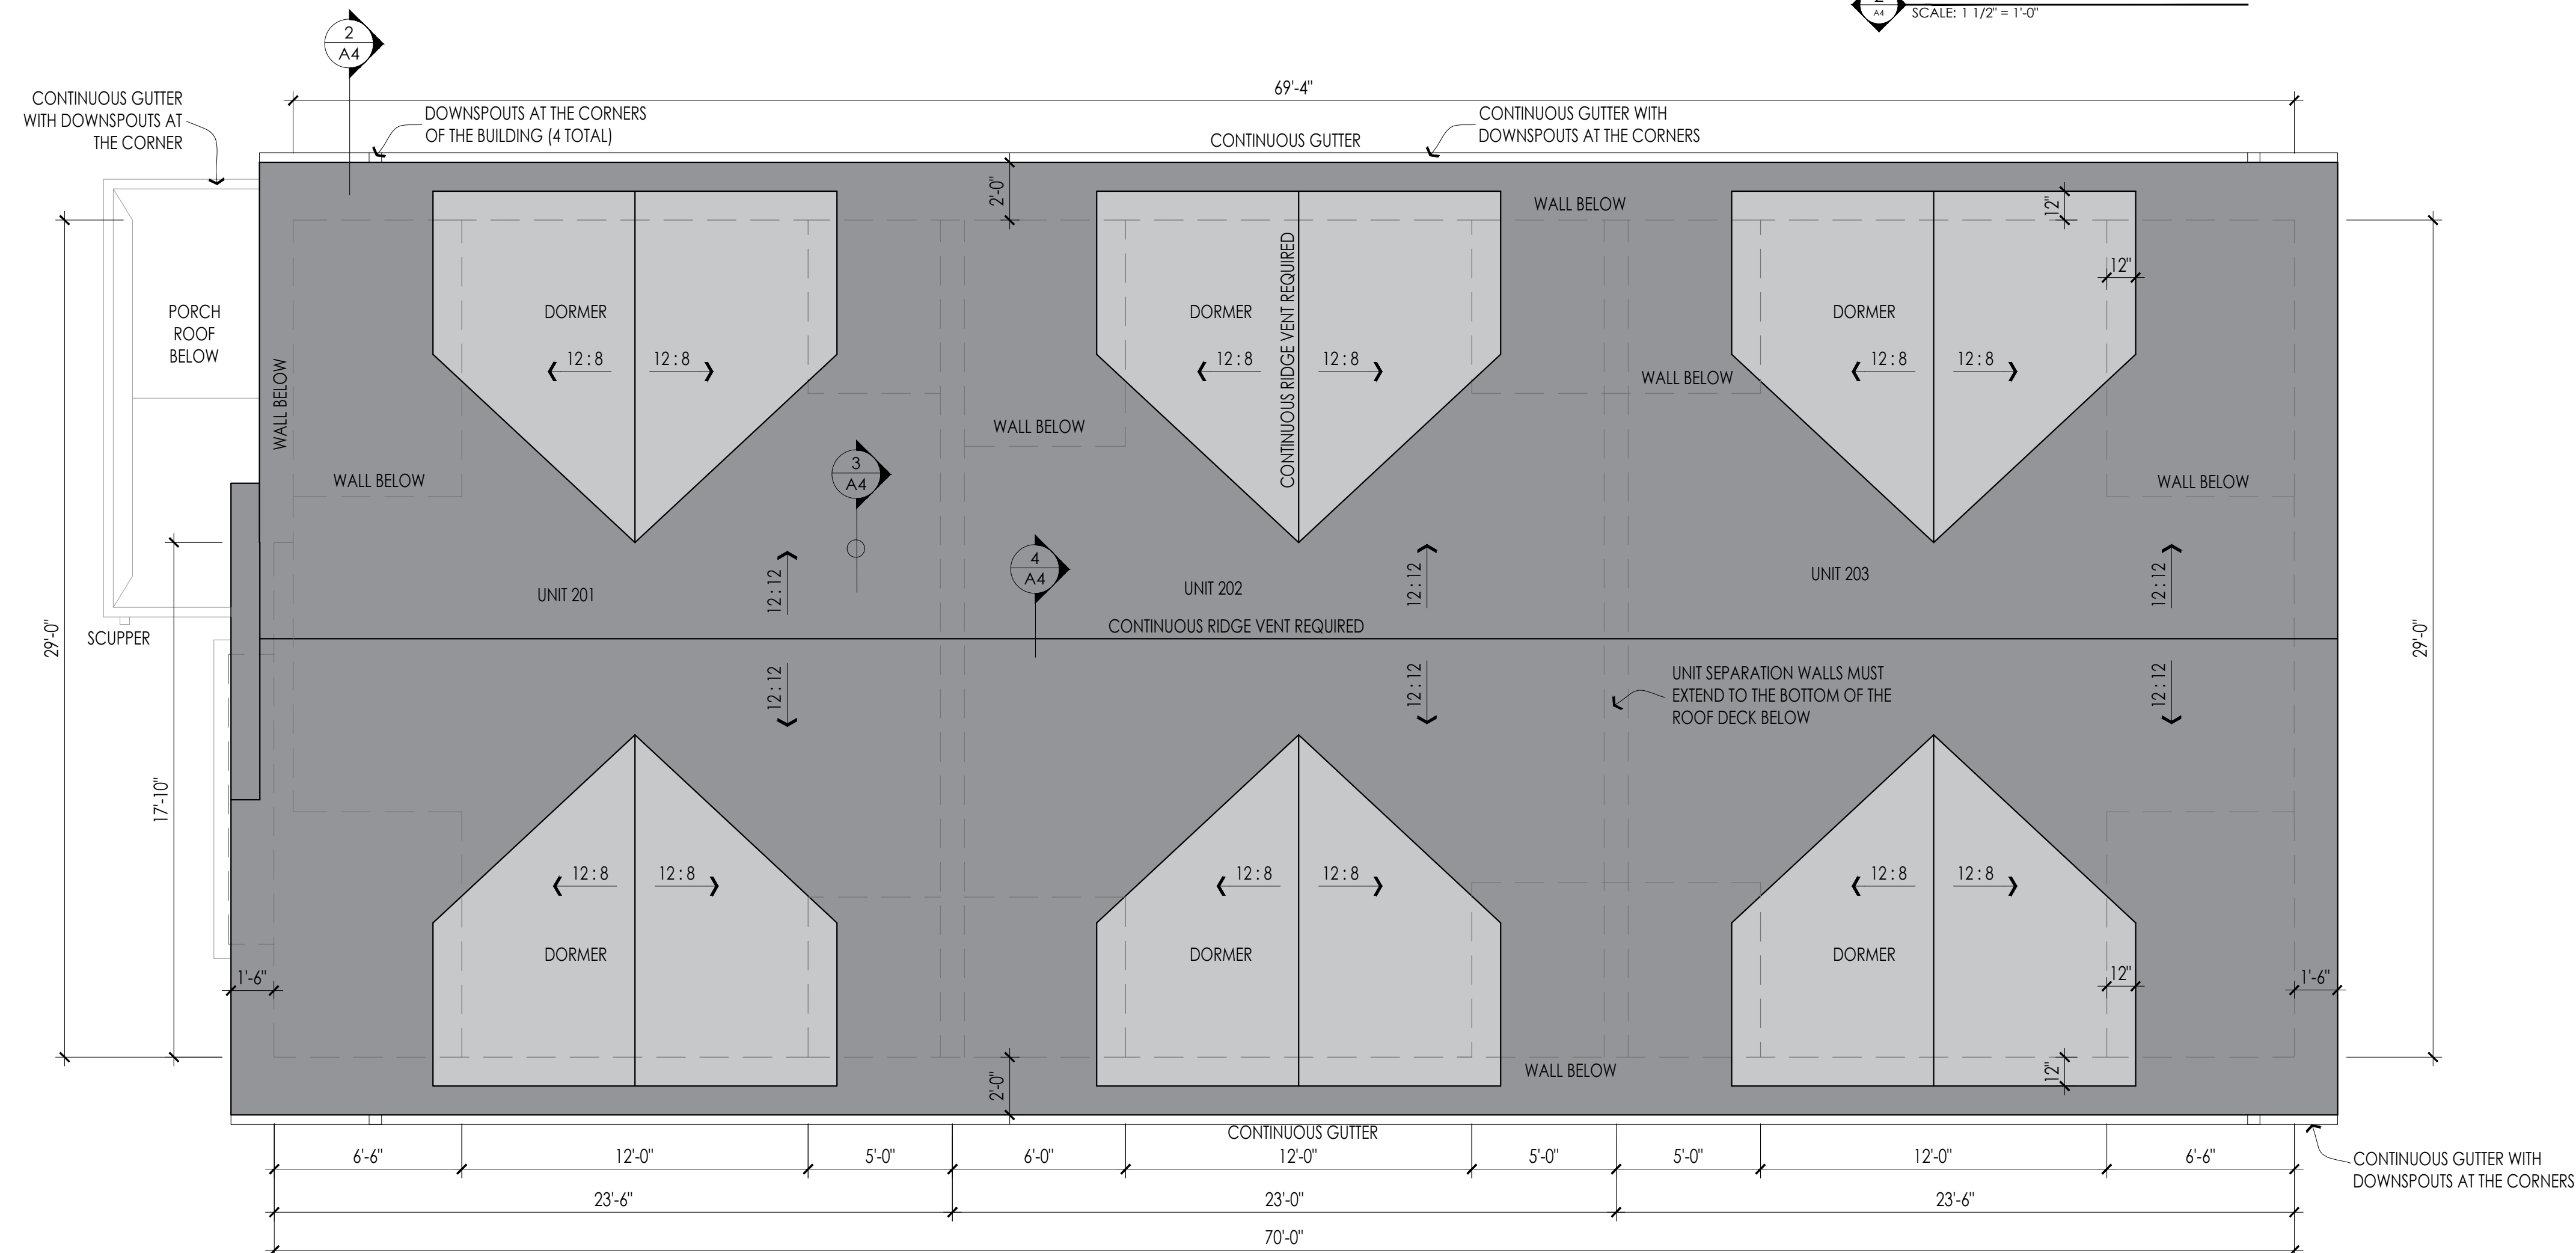 2
A4
SCALE: 1 1/2" = 1'-0"
2
A4
69'-4"
CONTINUOUS GUTTER
WITH DOWNSPOUTS AT
THE CORNER
DOWNSPOUTS AT THE CORNERS
OF THE BUILDING (4 TOTAL)
CONTINUOUS GUTTER
CONTINUOUS GUTTER WITH
DOWNSPOUTS AT THE CORNERS
2'-0"
WALL BELOW
12"
12"
PORCH
ROOF
BELOW
WALL BELOW
DORMER
12 : 8
12 : 8
DORMER
12 : 8
12 : 8
CONTINUOUS RIDGE VENT REQUIRED
DORMER
12 : 8
12 : 8
WALL BELOW
WALL BELOW
WALL BELOW
WALL BELOW
3
A4
4
A4
UNIT 201
12 : 12
UNIT 202
12 : 12
UNIT 203
12 : 12
CONTINUOUS RIDGE VENT REQUIRED
SCUPPER
29'-0"
29'-0"
17'-10"
12 : 12
12 : 12
12 : 12
UNIT SEPARATION WALLS MUST
EXTEND TO THE BOTTOM OF THE
ROOF DECK BELOW
12 : 8
12 : 8
12 : 8
12 : 8
12 : 8
12 : 8
DORMER
DORMER
DORMER
1'-6"
12"
1'-6"
2'-0"
WALL BELOW
12"
CONTINUOUS GUTTER
6'-6"
12'-0"
5'-0"
6'-0"
12'-0"
5'-0"
5'-0"
12'-0"
6'-6"
CONTINUOUS GUTTER WITH
DOWNSPOUTS AT THE CORNERS
23'-6"
23'-0"
23'-6"
70'-0"